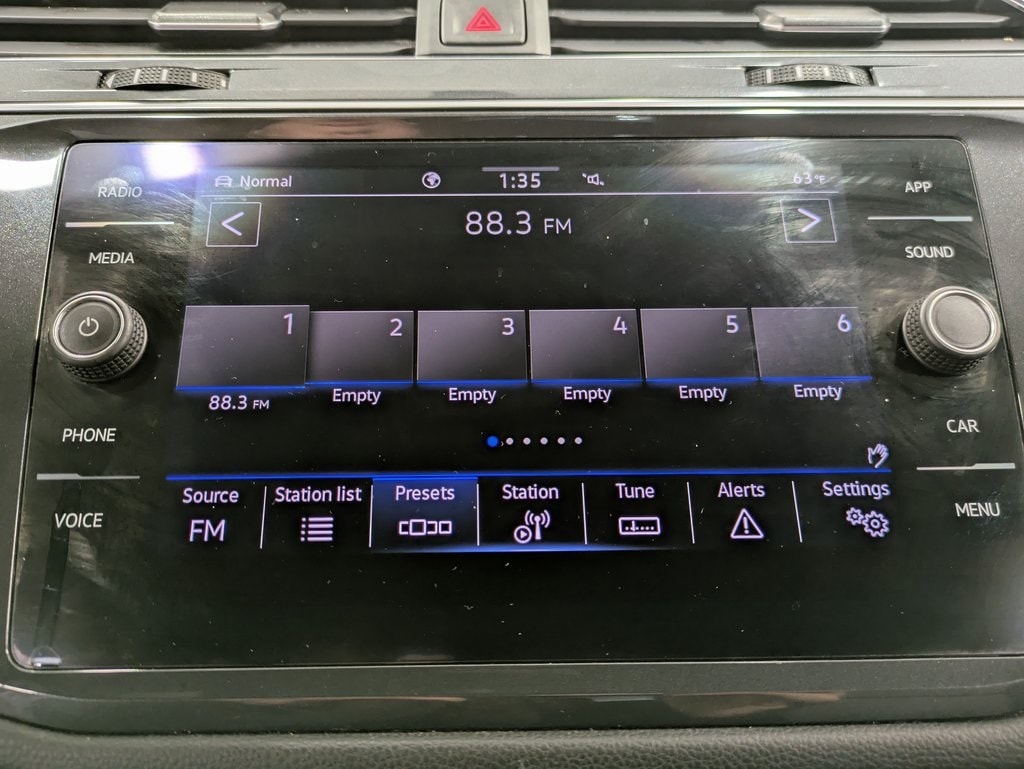 RADIO
MEDIA
PHONE
VOICE
Normal
1:35
63°F
88.3 FM
1
2
3
4
5
6
88.3 FM
Empty
Empty
Empty
Empty
Empty
Source
Station list
Presets
Station
Tune
Alerts
Settings
FM
APP
SOUND
CAR
MENU